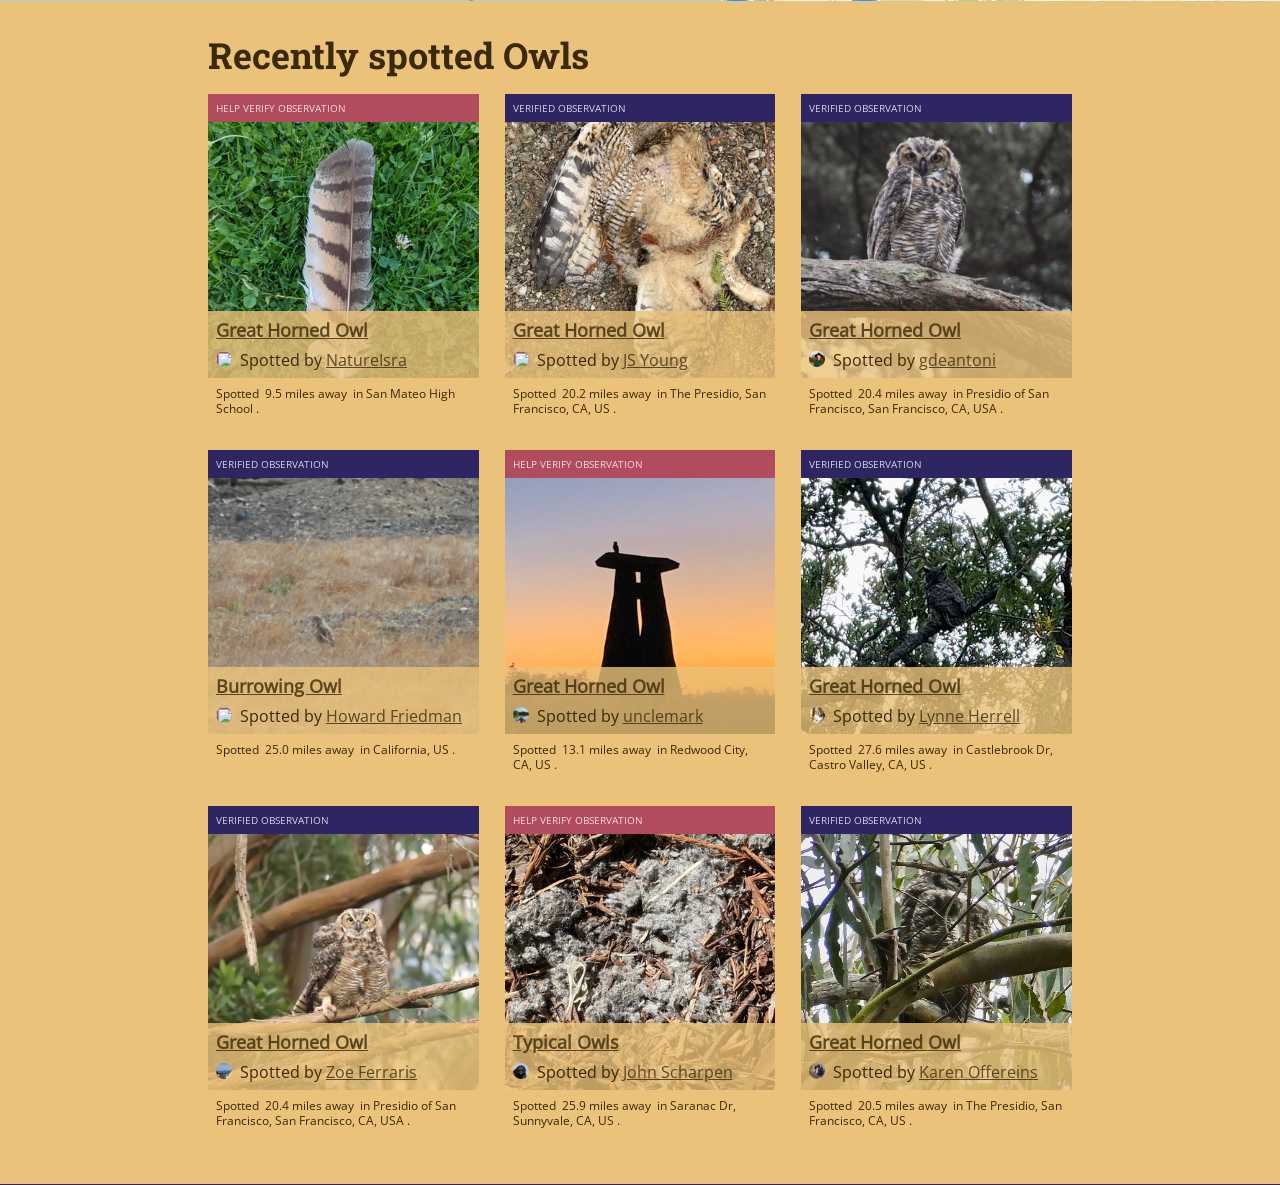 Recently spotted Owls
HELP VERIFY OBSERVATION
Great Horned Owl
Spotted by NatureIsra
Spotted 9.5 miles away in San Mateo High
School .
VERIFIED OBSERVATION
Great Horned Owl
Spotted by JS Young
Spotted 20.2 miles away in The Presidio, San
Francisco, CA, US .
VERIFIED OBSERVATION
Great Horned Owl
Spotted by gdeantoni
Spotted 20.4 miles away in Presidio of San
Francisco, San Francisco, CA, USA .
VERIFIED OBSERVATION
Burrowing Owl
Spotted by Howard Friedman
Spotted 25.0 miles away in California, US .
HELP VERIFY OBSERVATION
Great Horned Owl
Spotted by unclemark
Spotted 13.1 miles away in Redwood City,
CA, US .
VERIFIED OBSERVATION
Great Horned Owl
Spotted by Lynne Herrell
Spotted 27.6 miles away in Castlebrook Dr,
Castro Valley, CA, US .
VERIFIED OBSERVATION
Great Horned Owl
Spotted by Zoe Ferraris
Spotted 20.4 miles away in Presidio of San
Francisco, San Francisco, CA, USA .
HELP VERIFY OBSERVATION
Typical Owls
Spotted by John Scharpen
Spotted 25.9 miles away in Saranac Dr,
Sunnyvale, CA, US .
VERIFIED OBSERVATION
Great Horned Owl
Spotted by Karen Offereins
Spotted 20.5 miles away in The Presidio, San
Francisco, CA, US .